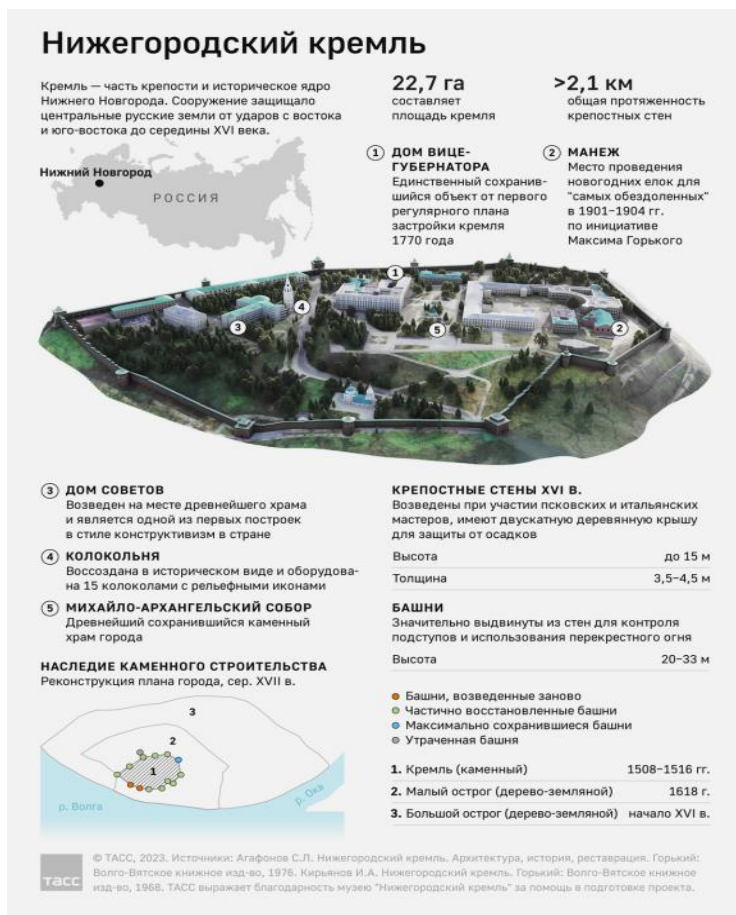 Нижегородский кремль
Кремль — часть крепости и историческое ядро
Нижнего Новгорода. Сооружение защищало
центральные русские земли от ударов с востока
и юго-востока до середины XVI века.
22,7 га
составляет
площадь кремля
>2,1 км
общая протяженность
крепостных стен
Нижний Новгород
РОССИЯ
1 ДОМ ВИЦЕ-
ГУБЕРНАТОРА
Единственный сохранив-
шийся объект от первого
регулярного плана
застройки кремля
1770 года
2 МАНЕЖ
Место проведения
новогодних елок для
"самых обездоленных"
в 1901–1904 гг.
по инициативе
Максима Горького
1
4
3
5
2
3 ДОМ СОВЕТОВ
Возведен на месте древнейшего храма
и является одной из первых построек
в стиле конструктивизм в стране
4 КОЛОКОЛЬНЯ
Воссоздана в историческом виде и оборудова-
на 15 колоколами с рельефными иконами
5 МИХАЙЛО-АРХАНГЕЛЬСКИЙ СОБОР
Древнейший сохранившийся каменный
храм города
НАСЛЕДИЕ КАМЕННОГО СТРОИТЕЛЬСТВА
Реконструкция плана города, сер. XVII в.
3
2
1
р. Волга
р. Ока
КРЕПОСТНЫЕ СТЕНЫ XVI В.
Возведены при участии псковских и итальянских
мастеров, имеют двускатную деревянную крышу
для защиты от осадков
Высота до 15 м
Толщина 3,5–4,5 м
БАШНИ
Значительно выдвинуты из стен для контроля
подступов и использования перекрестного огня
Высота 20–33 м
Башни, возведенные заново
Частично восстановленные башни
Максимально сохранившиеся башни
Утраченная башня
1. Кремль (каменный) 1508–1516 гг.
2. Малый острог (дерево-земляной) 1618 г.
3. Большой острог (дерево-земляной) начало XVI в.
тасс
© ТАСС, 2023. Источники: Агафонов С.Л. Нижегородский кремль. Архитектура, история, реставрация. Горький:
Волго-Вятское книжное изд-во, 1976. Кирьянов И.А. Нижегородский кремль. Горький: Волго-Вятское книжное
изд-во, 1968. ТАСС выражает благодарность музею "Нижегородский кремль" за помощь в подготовке проекта.